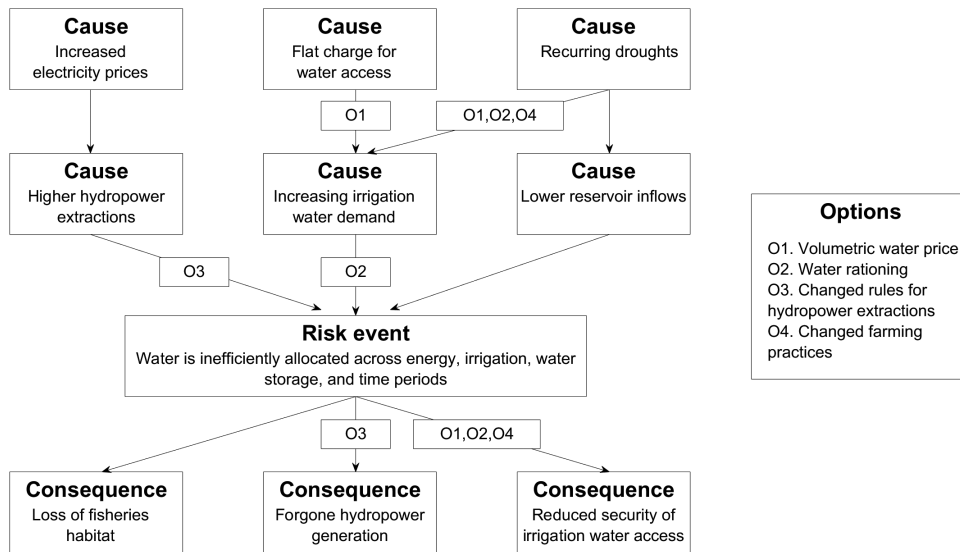 Cause
Increased
electricity prices
Cause
Flat charge for
water access
Cause
Recurring droughts
O1
O1,O2,O4
Cause
Higher hydropower
extractions
Cause
Increasing irrigation
water demand
Cause
Lower reservoir inflows
O3
O2
Risk event
Water is inefficiently allocated across energy, irrigation, water
storage, and time periods
O3
O1,O2,O4
Consequence
Loss of fisheries
habitat
Consequence
Forgone hydropower
generation
Consequence
Reduced security of
irrigation water access
Options
O1. Volumetric water price
O2. Water rationing
O3. Changed rules for
hydropower extractions
O4. Changed farming
practices